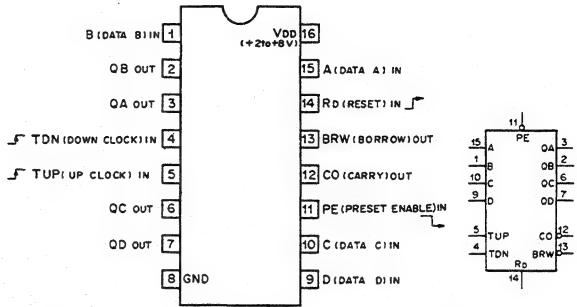 B (DATA B) IN 1
QB OUT 2
QA OUT 3
TDN (DOWN CLOCK) IN 4
TUP (UP CLOCK) IN 5
QC OUT 6
QD OUT 7
8 GND
VDD 16
(+2to+8V)
15 A (DATA A) IN
14 RD (RESET) IN
13 BRW (BORROW) OUT
12 CO (CARRY) OUT
11 PE (PRESET ENABLE) IN
10 C (DATA C) IN
9 D (DATA D) IN
11
PE
15 A QA 3
1 B QB 2
10 C QC 6
9 D QD 7
5 TUP CO 12
4 TDN BRW 13
RD
14